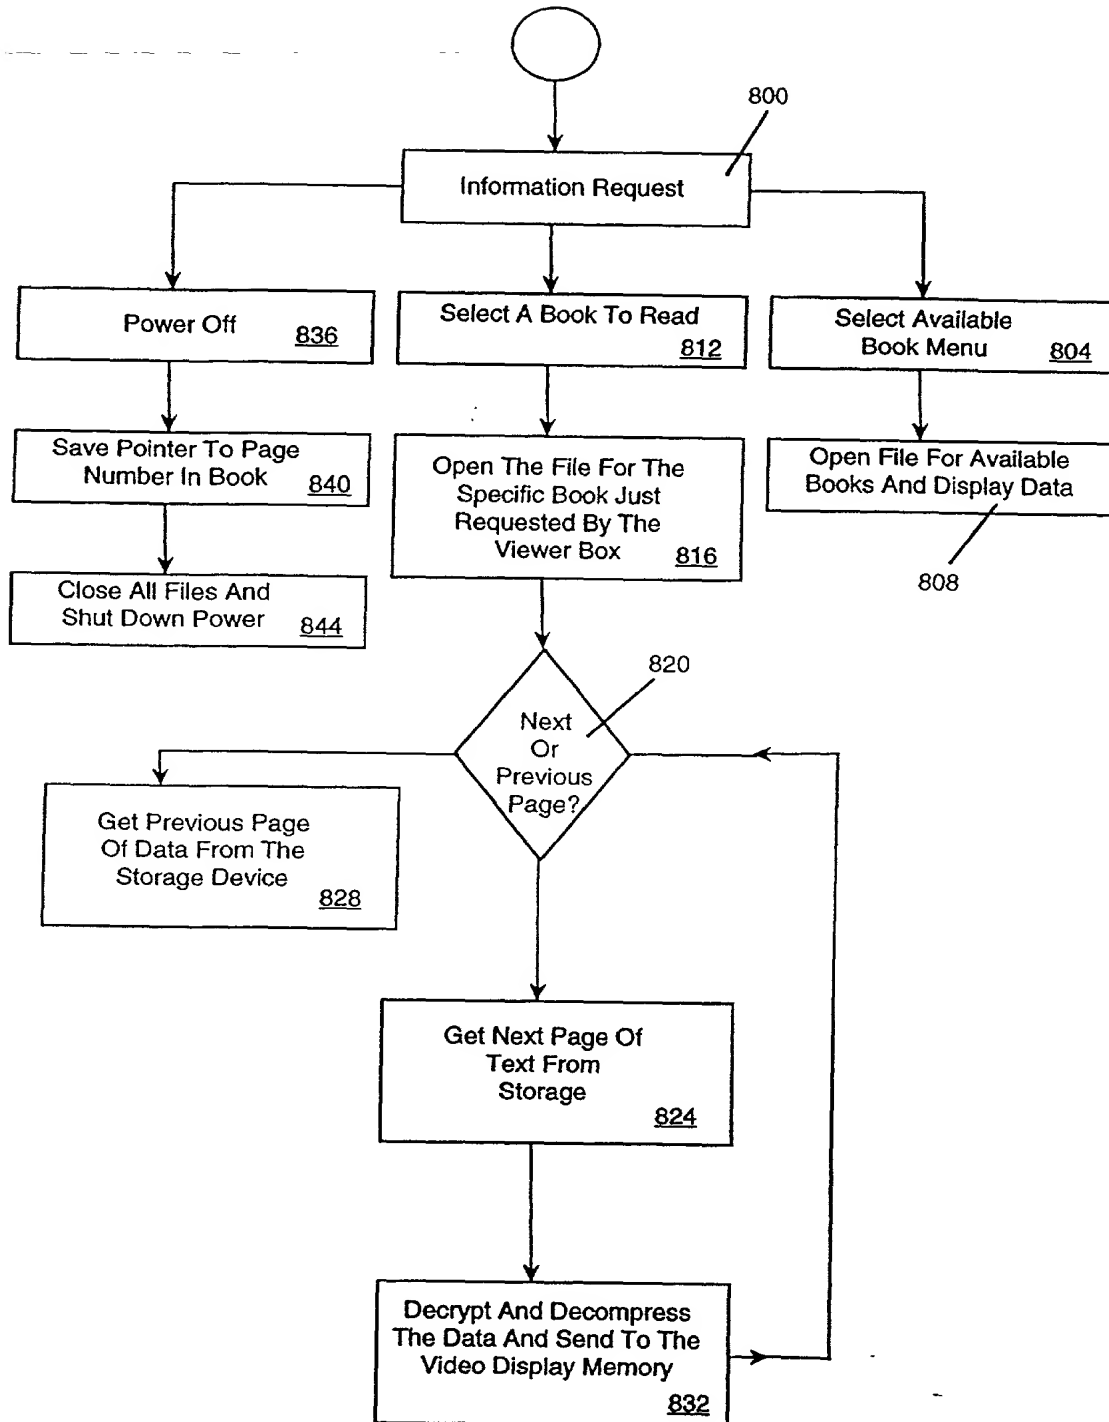 800
Information Request
Power Off
836
Select A Book To Read
812
Select Available
Book Menu
804
Save Pointer To Page
Number In Book
840
Open The File For The
Specific Book Just
Requested By The
Viewer Box
816
Open File For Available
Books And Display Data
808
Close All Files And
Shut Down Power
844
820
Next
Or
Previous
Page?
Get Previous Page
Of Data From The
Storage Device
828
Get Next Page Of
Text From
Storage
824
Decrypt And Decompress
The Data And Send To The
Video Display Memory
832